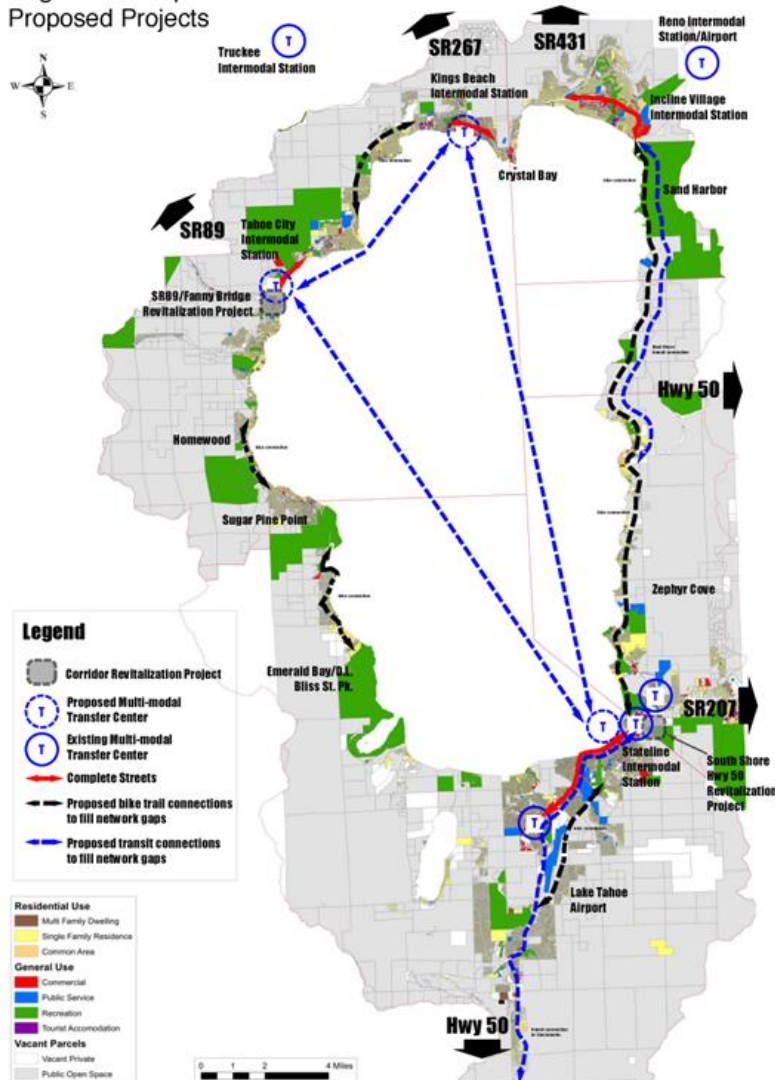 Proposed Projects
Truckee
Intermodal Station
SR267
SR431
Reno Intermodal
Station/Airport
W
N
E
S
Kings Beach
Intermodal Station
Incline Village
Intermodal Station
Crystal Bay
Sand Harbor
SR89
Tahoe City
Intermodal
Station
SR89/Fanny Bridge
Revitalization Project
Hwy 50
Homewood
Sugar Pine Point
Zephyr Cove
Emerald Bay/D.L.
Bliss St. Pk.
SR207
Stateline
Intermodal
Station
South Shore
Hwy 50
Revitalization
Project
Lake Tahoe
Airport
Hwy 50
T
T
T
T
T
T
T
T
Legend
Corridor Revitalization Project
T
Proposed Multi-modal
Transfer Center
T
Existing Multi-modal
Transfer Center
Complete Streets
Proposed bike trail connections
to fill network gaps
Proposed transit connections
to fill network gaps
Residential Use
Multi Family Dwelling
Single Family Residence
Common Area
General Use
Commercial
Public Service
Recreation
Tourist Accomodation
Vacant Parcels
Vacant Private
Public Open Space
0 2 4 Miles